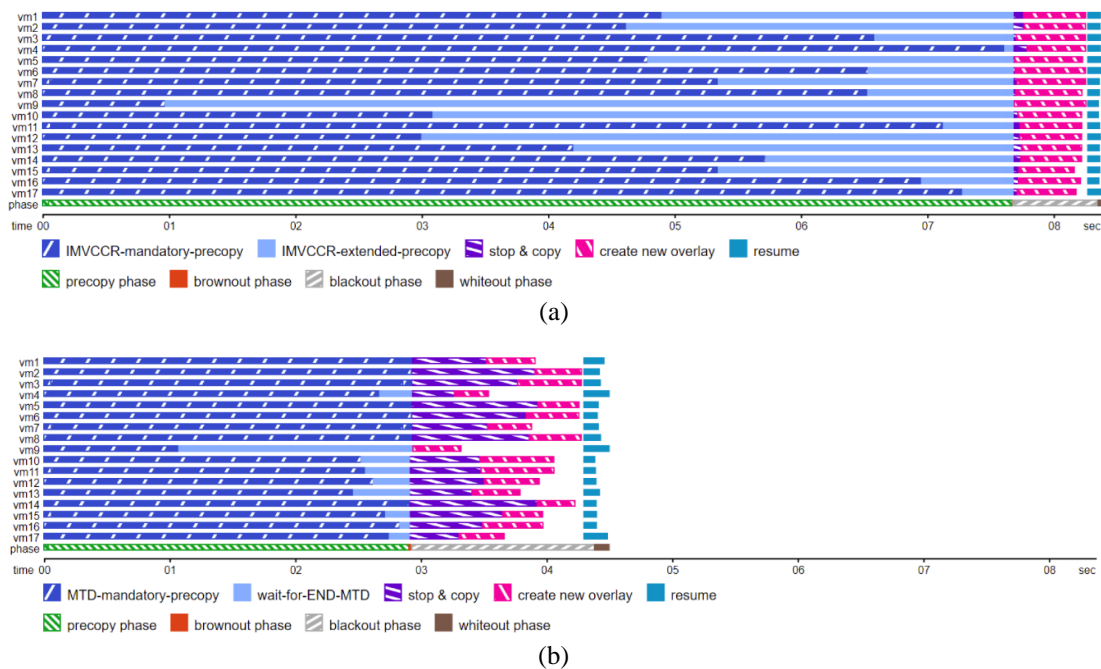 vm1
vm2
vm3
vm4
vm5
vm6
vm7
vm8
vm9
vm10
vm11
vm12
vm13
vm14
vm15
vm16
vm17
phase
time 00 01 02 03 04 05 06 07 08 sec
IMVCCR-mandatory-precopy IMVCCR-extended-precopy stop & copy create new overlay resume
precopy phase brownout phase blackout phase whiteout phase
(a)
vm1
vm2
vm3
vm4
vm5
vm6
vm7
vm8
vm9
vm10
vm11
vm12
vm13
vm14
vm15
vm16
vm17
phase
time 00 01 02 03 04 05 06 07 08 sec
MTD-mandatory-precopy wait-for-END-MTD stop & copy create new overlay resume
precopy phase brownout phase blackout phase whiteout phase
(b)